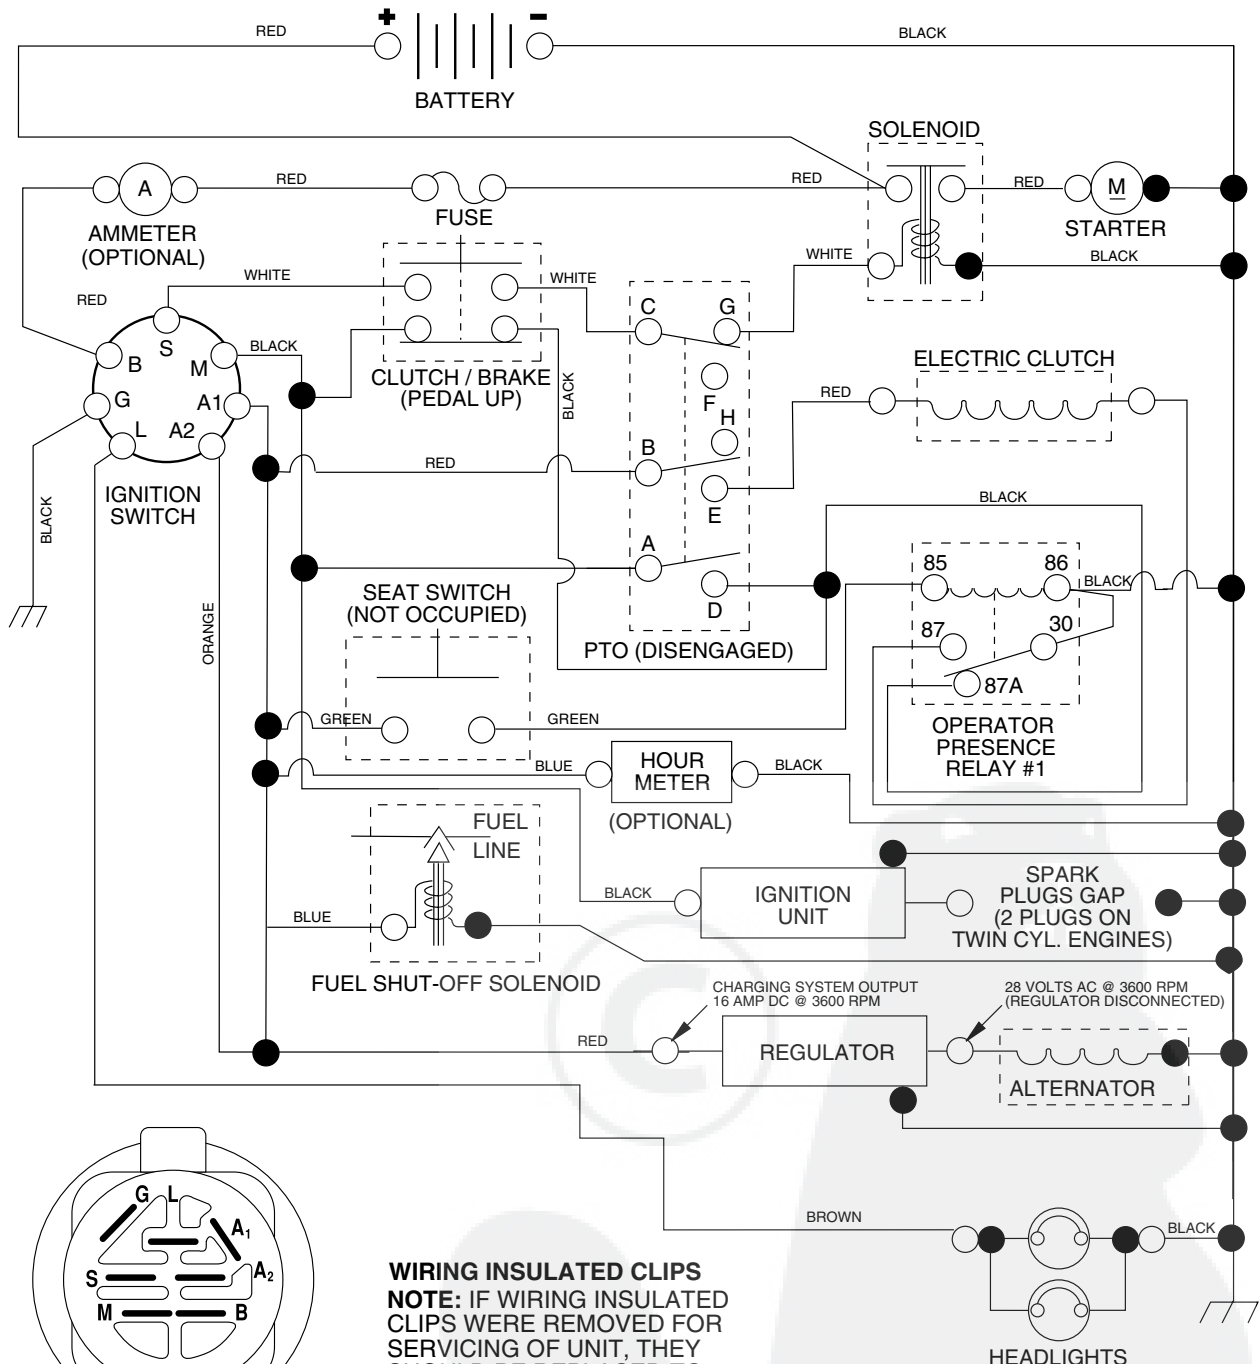 + −
RED
BLACK
BATTERY
SOLENOID
A
RED
RED
RED
M
FUSE
STARTER
AMMETER
(OPTIONAL)
WHITE
WHITE
WHITE
BLACK
RED
C G
S
B
M
BLACK
CLUTCH / BRAKE
(PEDAL UP)
BLACK
ELECTRIC CLUTCH
RED
F
H
G
A1
L
A2
B
RED
E
IGNITION
SWITCH
BLACK
BLACK
A
D
SEAT SWITCH
(NOT OCCUPIED)
85 86
BLACK
87 30
87A
ORANGE
PTO (DISENGAGED)
GREEN
GREEN
OPERATOR
PRESENCE
RELAY #1
BLUE
HOUR
METER
BLACK
(OPTIONAL)
FUEL
LINE
BLACK
IGNITION
UNIT
SPARK
PLUGS GAP
(2 PLUGS ON
TWIN CYL. ENGINES)
BLUE
FUEL SHUT-OFF SOLENOID
CHARGING SYSTEM OUTPUT
16 AMP DC @ 3600 RPM
28 VOLTS AC @ 3600 RPM
(REGULATOR DISCONNECTED)
RED
REGULATOR
ALTERNATOR
G L
A1
S
A2
M
B
BROWN
BLACK
WIRING INSULATED CLIPS
NOTE: IF WIRING INSULATED
CLIPS WERE REMOVED FOR
SERVICING OF UNIT, THEY
SHOULD BE REPLACED TO
HEADLIGHTS
©